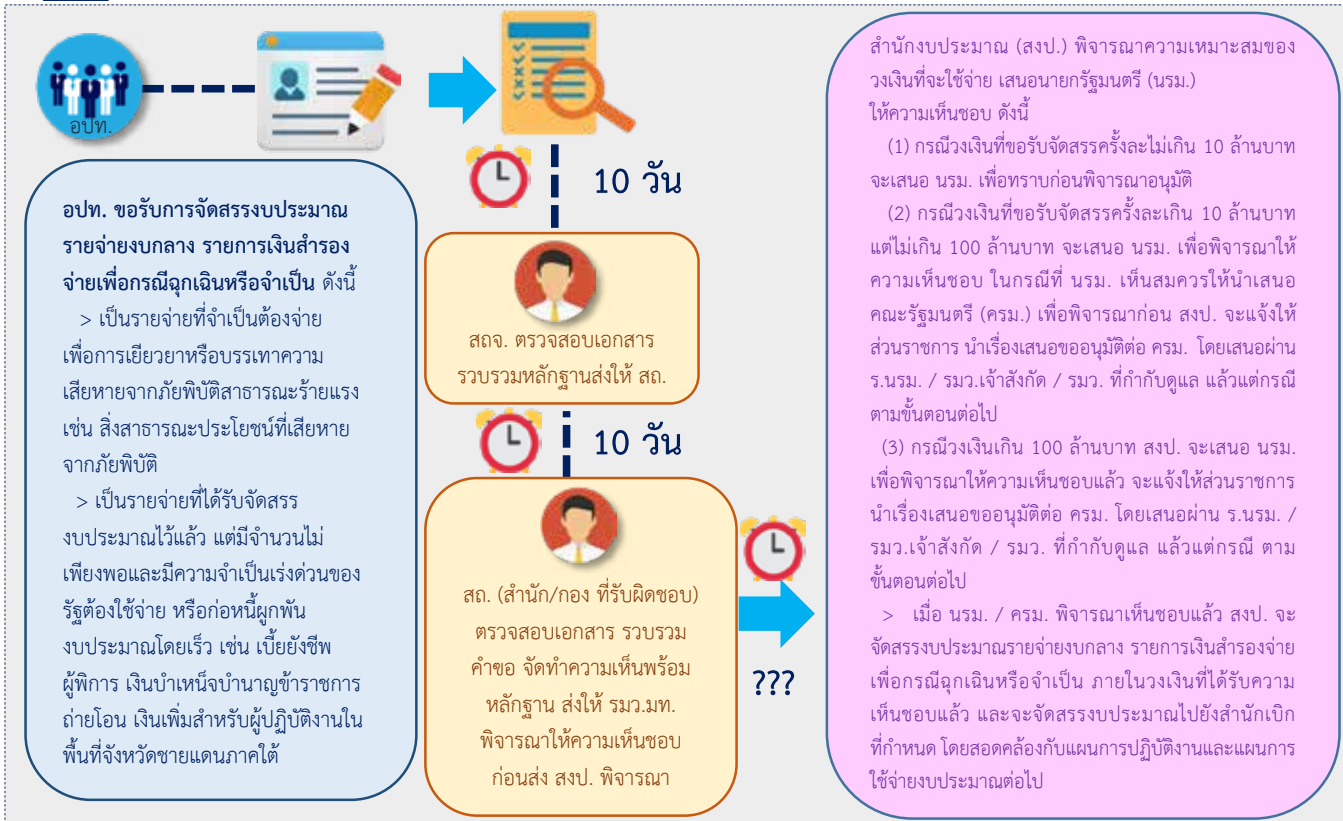 อปท.
อปท. ขอรับการจัดสรรงบประมาณ
รายจ่ายงบกลาง รายการเงินสำรอง
จ่ายเพื่อกรณีฉุกเฉินหรือจำเป็น ดังนี้
> เป็นรายจ่ายที่จำเป็นต้องจ่าย
เพื่อการเยียวยาหรือบรรเทาความ
เสียหายจากภัยพิบัติสาธารณะร้ายแรง
เช่น สิ่งสาธารณะประโยชน์ที่เสียหาย
จากภัยพิบัติ
> เป็นรายจ่ายที่ได้รับจัดสรร
งบประมาณไว้แล้ว แต่มีจำนวนไม่
เพียงพอและมีความจำเป็นเร่งด่วนของ
รัฐต้องใช้จ่าย หรือก่อหนี้ผูกพัน
งบประมาณโดยเร็ว เช่น เบี้ยยังชีพ
ผู้พิการ เงินบำเหน็จบำนาญข้าราชการ
ถ่ายโอน เงินเพิ่มสำหรับผู้ปฏิบัติงานใน
พื้นที่จังหวัดชายแดนภาคใต้
10 วัน
สถจ. ตรวจสอบเอกสาร
รวบรวมหลักฐานส่งให้ สถ.
10 วัน
สถ. (สำนัก/กอง ที่รับผิดชอบ)
ตรวจสอบเอกสาร รวบรวม
คำขอ จัดทำความเห็นพร้อม
หลักฐาน ส่งให้ รมว.มท.
พิจารณาให้ความเห็นชอบ
ก่อนส่ง สงป. พิจารณา
???
สำนักงบประมาณ (สงป.) พิจารณาความเหมาะสมของ
วงเงินที่จะใช้จ่าย เสนอนายกรัฐมนตรี (นรม.)
ให้ความเห็นชอบ ดังนี้
(1) กรณีวงเงินที่ขอรับจัดสรรครั้งละไม่เกิน 10 ล้านบาท
จะเสนอ นรม. เพื่อทราบก่อนพิจารณาอนุมัติ
(2) กรณีวงเงินที่ขอรับจัดสรรครั้งละเกิน 10 ล้านบาท
แต่ไม่เกิน 100 ล้านบาท จะเสนอ นรม. เพื่อพิจารณาให้
ความเห็นชอบ ในกรณีที่ นรม. เห็นสมควรให้นำเสนอ
คณะรัฐมนตรี (ครม.) เพื่อพิจารณาก่อน สงป. จะแจ้งให้
ส่วนราชการ นำเรื่องเสนอขออนุมัติต่อ ครม. โดยเสนอผ่าน
ร.นรม. / รมว.เจ้าสังกัด / รมว. ที่กำกับดูแล แล้วแต่กรณี
ตามขั้นตอนต่อไป
(3) กรณีวงเงินเกิน 100 ล้านบาท สงป. จะเสนอ นรม.
เพื่อพิจารณาให้ความเห็นชอบแล้ว จะแจ้งให้ส่วนราชการ
นำเรื่องเสนอขออนุมัติต่อ ครม. โดยเสนอผ่าน ร.นรม. /
รมว.เจ้าสังกัด / รมว. ที่กำกับดูแล แล้วแต่กรณี ตาม
ขั้นตอนต่อไป
> เมื่อ นรม. / ครม. พิจารณาเห็นชอบแล้ว สงป. จะ
จัดสรรงบประมาณรายจ่ายงบกลาง รายการเงินสำรองจ่าย
เพื่อกรณีฉุกเฉินหรือจำเป็น ภายในวงเงินที่ได้รับความ
เห็นชอบแล้ว และจะจัดสรรงบประมาณไปยังสำนักเบิก
ที่กำหนด โดยสอดคล้องกับแผนการปฏิบัติงานและแผนการ
ใช้จ่ายงบประมาณต่อไป